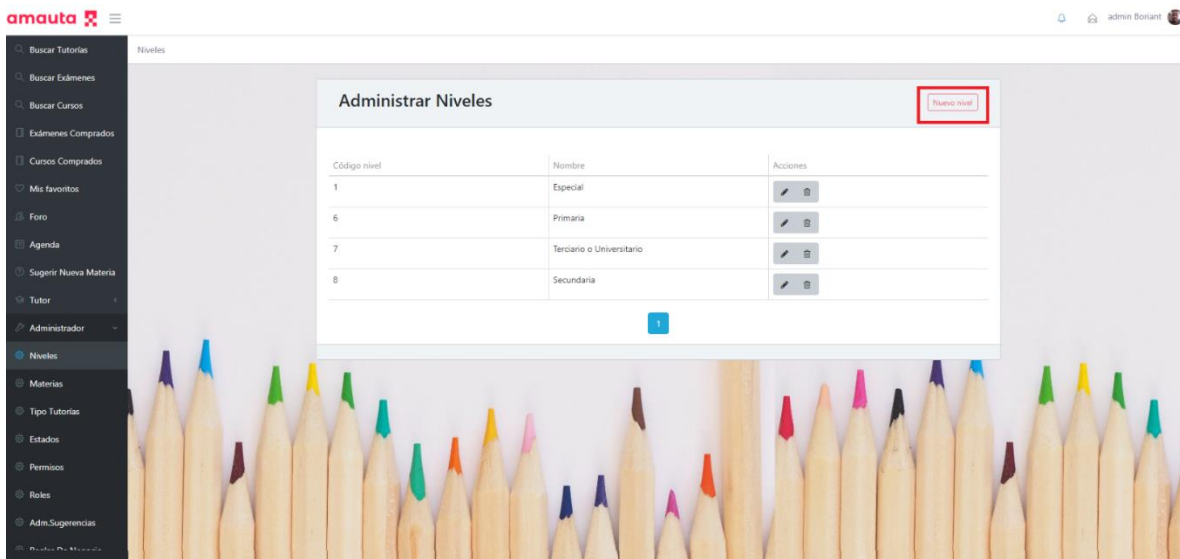 amauta
admin Boriant
Buscar Tutorías
Buscar Exámenes
Buscar Cursos
Exámenes Comprados
Cursos Comprados
Mis favoritos
Foro
Agenda
Sugerir Nueva Materia
Tutor
Administrador
Niveles
Materias
Tipo Tutorías
Estados
Permisos
Roles
Adm.Sugerencias
Niveles
Administrar Niveles
Nuevo nivel
Código nivel Nombre Acciones
1 Especial
6 Primaria
7 Terciario o Universitario
8 Secundaria
1